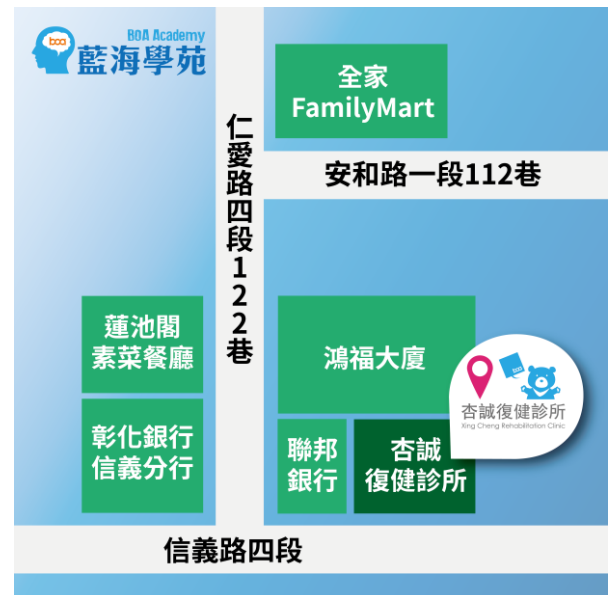 boa
BOA Academy
藍海學苑
全家
FamilyMart
仁愛路四段122巷
安和路一段112巷
蓮池閣
素菜餐廳
鴻福大廈
BOA
杏誠復健診所
Xing Cheng Rehabilitation Clinic
彰化銀行
信義分行
聯邦
銀行
杏誠
復健診所
信義路四段